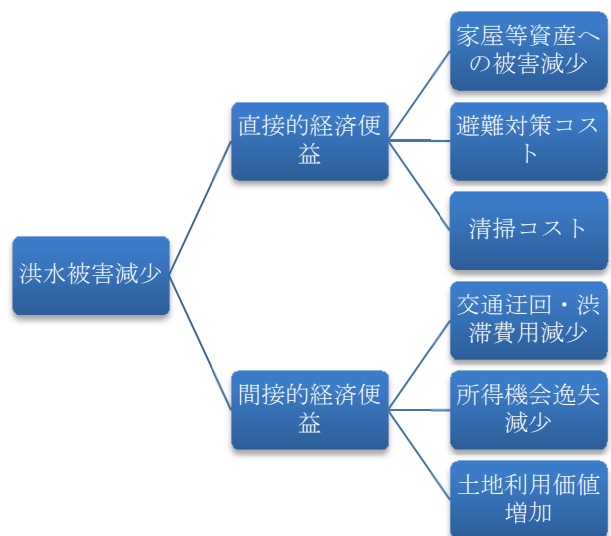 洪水被害減少
直接的経済便
益
家屋等資産へ
の被害減少
避難対策コス
ト
清掃コスト
間接的経済便
益
交通迂回・渋
滞費用減少
所得機会逸失
減少
土地利用価値
増加